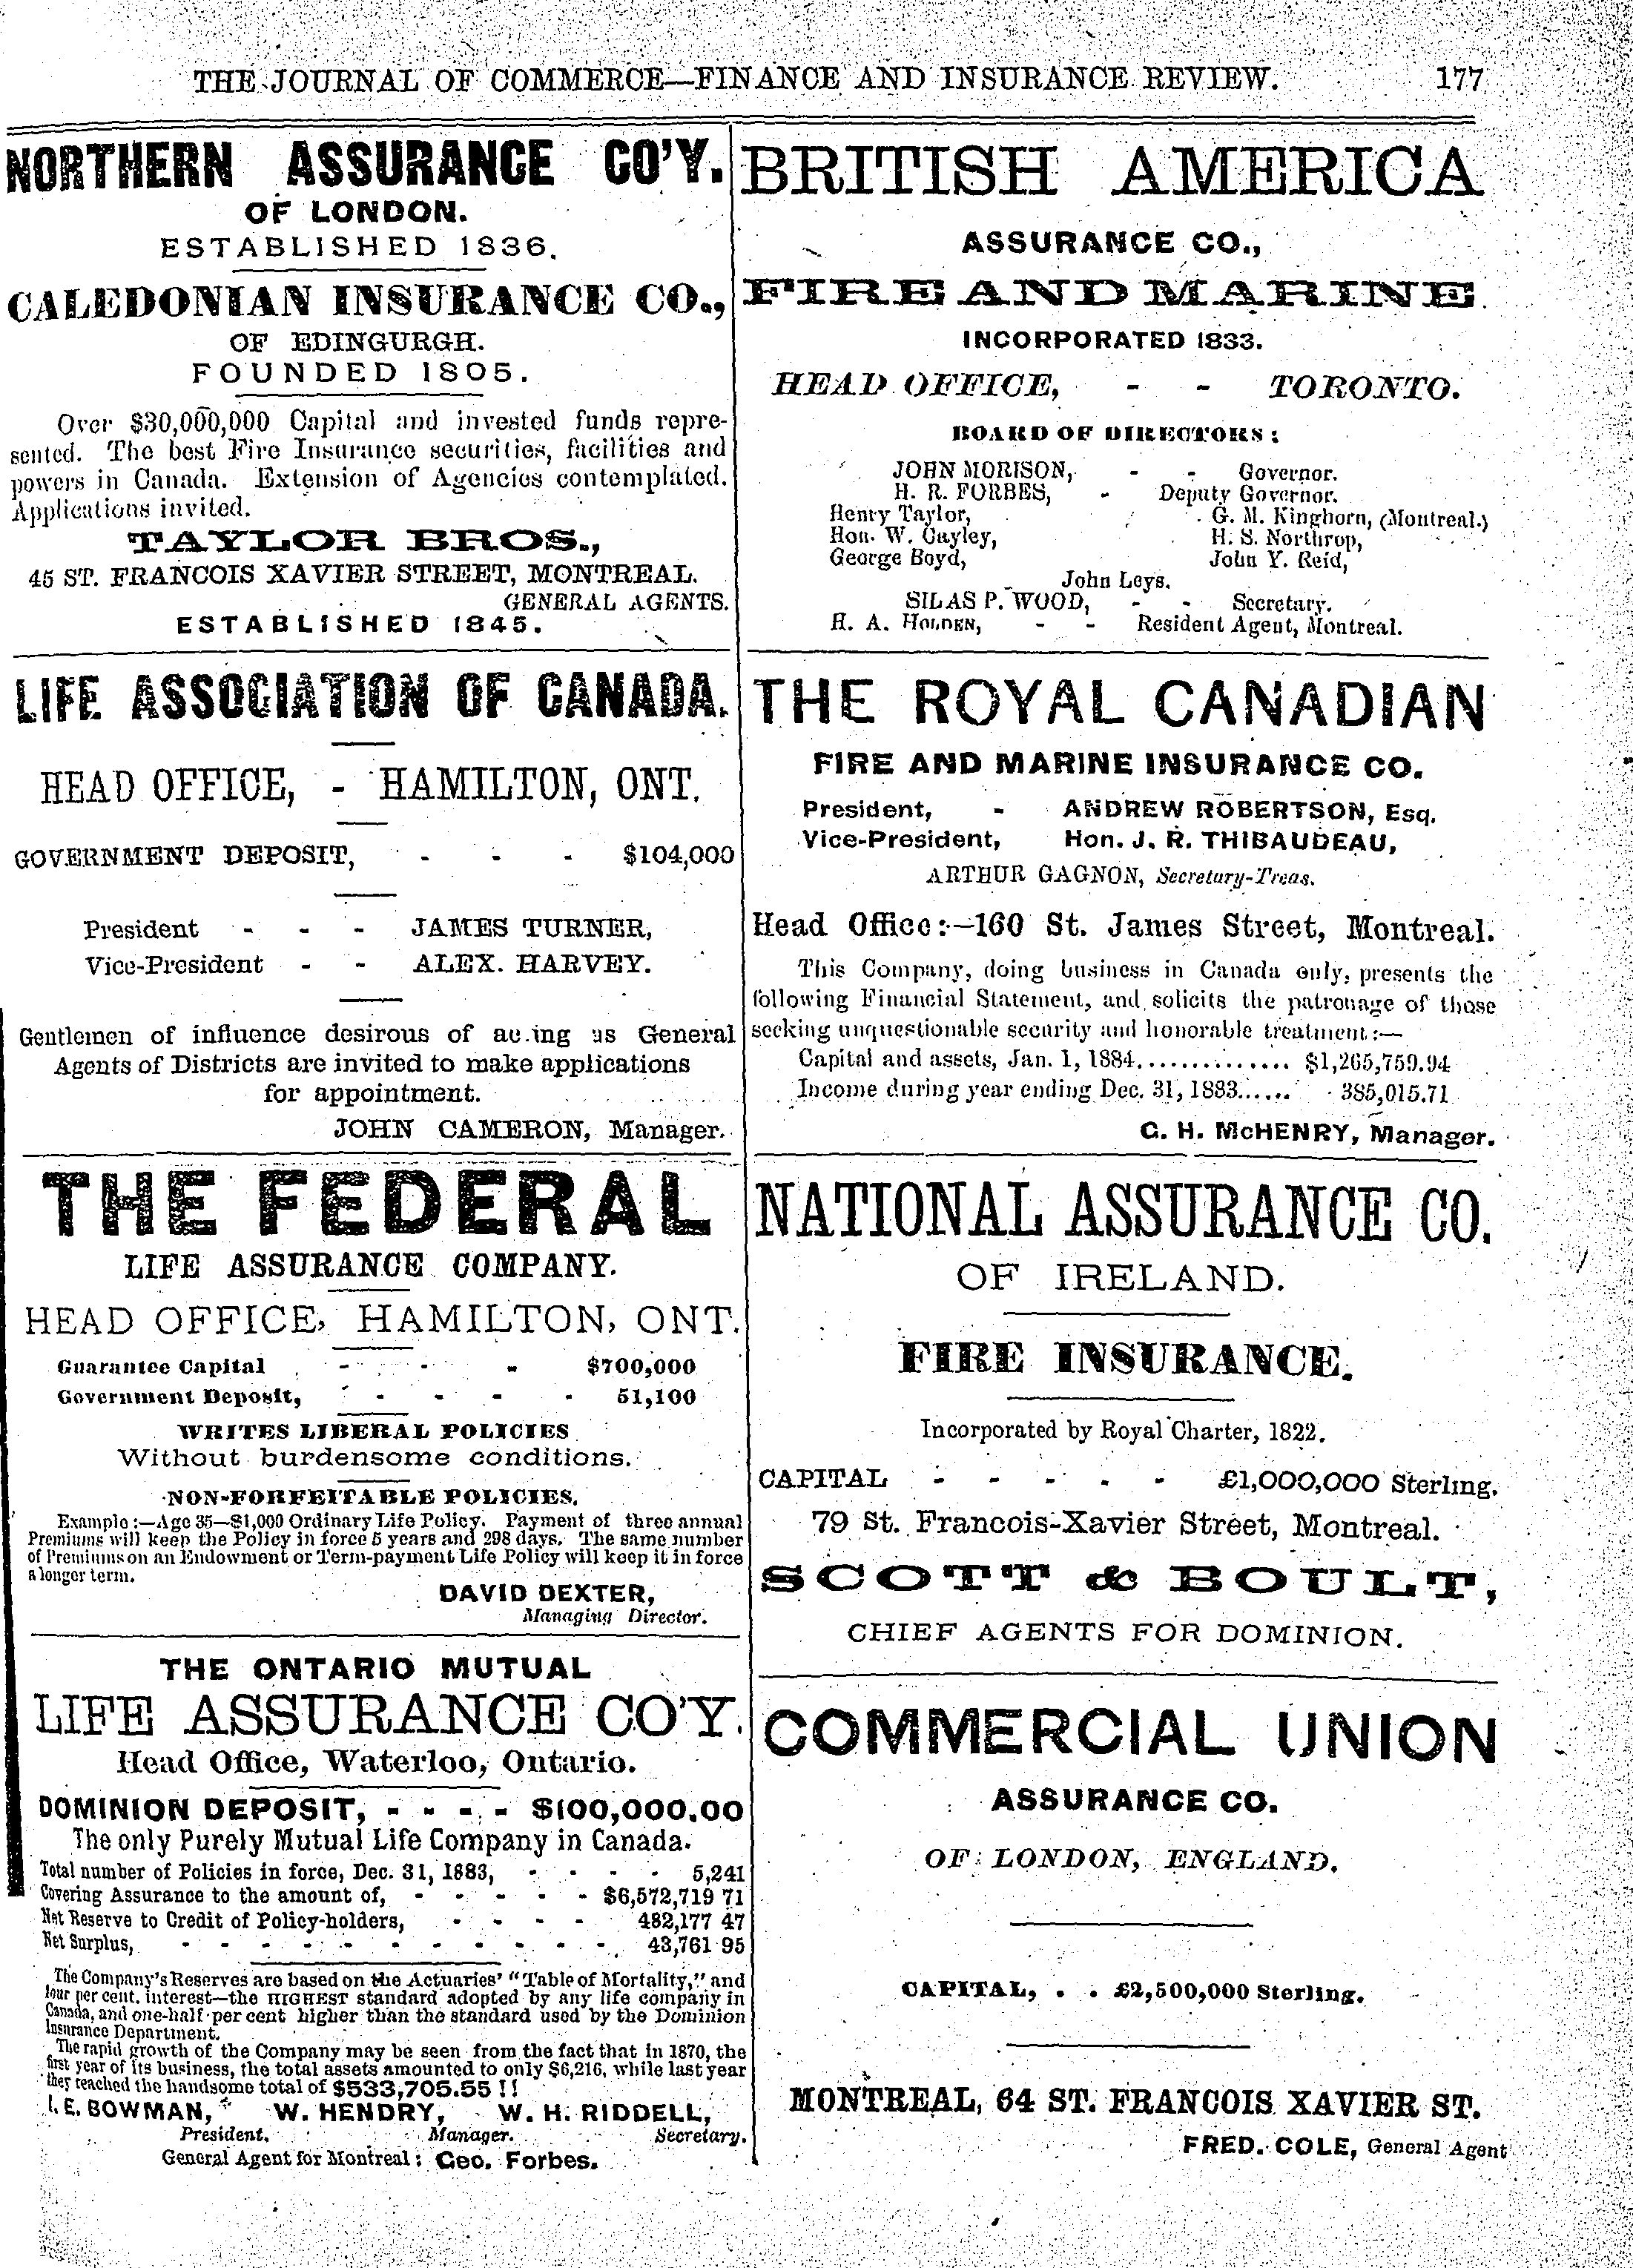 THE JOURNAL OF COMMERCE—FINANCE AND INSURANCE REVIEW. 177
NORTHERN ASSURANCE CO'Y.
OF LONDON.
ESTABLISHED 1836.
CALEDONIAN INSURANCE CO.,
OF EDINGURGH.
FOUNDED 1805.
Over $30,000,000 Capital and invested funds repre-
sented. The best Fire Insurance securities, facilities and
powers in Canada. Extension of Agencies contemplated.
Applications invited.
TAYLOR BROS.,
45 ST. FRANCOIS XAVIER STREET, MONTREAL.
GENERAL AGENTS.
ESTABLISHED 1845.
LIFE ASSOCIATION OF CANADA.
HEAD OFFICE, - HAMILTON, ONT.
GOVERNMENT DEPOSIT, - - - $104,000
President - - - JAMES TURNER,
Vice-President - - ALEX. HARVEY.
Gentlemen of influence desirous of ac.ing as General
Agents of Districts are invited to make applications
for appointment.
JOHN CAMERON, Manager.
THE FEDERAL
LIFE ASSURANCE COMPANY.
HEAD OFFICE, HAMILTON, ONT.
Guarantee Capital - - - $700,000
Government Deposit, - - - - 51,100
WRITES LIBERAL POLICIES
Without burdensome conditions.
NON-FORFEITABLE POLICIES.
Example:—Age 35—$1,000 Ordinary Life Policy. Payment of three annual
Premiums will keep the Policy in force 5 years and 298 days. The same number
of Premiums on an Endowment or Term-payment Life Policy will keep it in force
a longer term.
DAVID DEXTER,
Managing Director.
THE ONTARIO MUTUAL
LIFE ASSURANCE CO'Y.
Head Office, Waterloo, Ontario.
DOMINION DEPOSIT, - - - - $100,000.00
The only Purely Mutual Life Company in Canada.
Total number of Policies in force, Dec. 31, 1883, - - - - 5,241
Covering Assurance to the amount of, - - - - - $6,572,719 71
Net Reserve to Credit of Policy-holders, - - - - 482,177 47
Net Surplus, - - - - - - - - - - - 43,761 95
The Company's Reserves are based on the Actuaries' "Table of Mortality," and
four per cent. interest—the HIGHEST standard adopted by any life company in
Canada, and one-half per cent higher than the standard used by the Dominion
Insurance Department.
The rapid growth of the Company may be seen from the fact that in 1870, the
first year of its business, the total assets amounted to only $6,216, while last year
they reached the handsome total of $533,705.55!!
I. E. BOWMAN, W. HENDRY, W. H. RIDDELL,
President. Manager. Secretary.
General Agent for Montreal: Geo. Forbes.
BRITISH AMERICA
ASSURANCE CO.,
FIRE AND MARINE
INCORPORATED 1833.
HEAD OFFICE, - - TORONTO.
BOARD OF DIRECTORS:
JOHN MORISON, - - Governor.
H. R. FORBES, - Deputy Governor.
Henry Taylor, G. M. Kinghorn, (Montreal.)
Hon. W. Cayley, H. S. Northrop,
George Boyd, John Y. Reid,
John Leys.
SILAS P. WOOD, - - Secretary.
H. A. HOLDEN, - - Resident Agent, Montreal.
THE ROYAL CANADIAN
FIRE AND MARINE INSURANCE CO.
President, - ANDREW ROBERTSON, Esq.
Vice-President, Hon. J. R. THIBAUDEAU,
ARTHUR GAGNON, Secretary-Treas.
Head Office:—160 St. James Street, Montreal.
This Company, doing business in Canada only, presents the
following Financial Statement, and solicits the patronage of those
seeking unquestionable security and honorable treatment:—
Capital and assets, Jan. 1, 1884.............. $1,265,759.94
Income during year ending Dec. 31, 1883...... 385,015.71
C. H. McHENRY, Manager.
NATIONAL ASSURANCE CO.
OF IRELAND.
FIRE INSURANCE.
Incorporated by Royal Charter, 1822.
CAPITAL - - - - - £1,000,000 Sterling.
79 St. Francois-Xavier Street, Montreal.
SCOTT & BOULT,
CHIEF AGENTS FOR DOMINION.
COMMERCIAL UNION
ASSURANCE CO.
OF LONDON, ENGLAND.
CAPITAL, . . £2,500,000 Sterling.
MONTREAL, 64 ST. FRANCOIS XAVIER ST.
FRED. COLE, General Agent